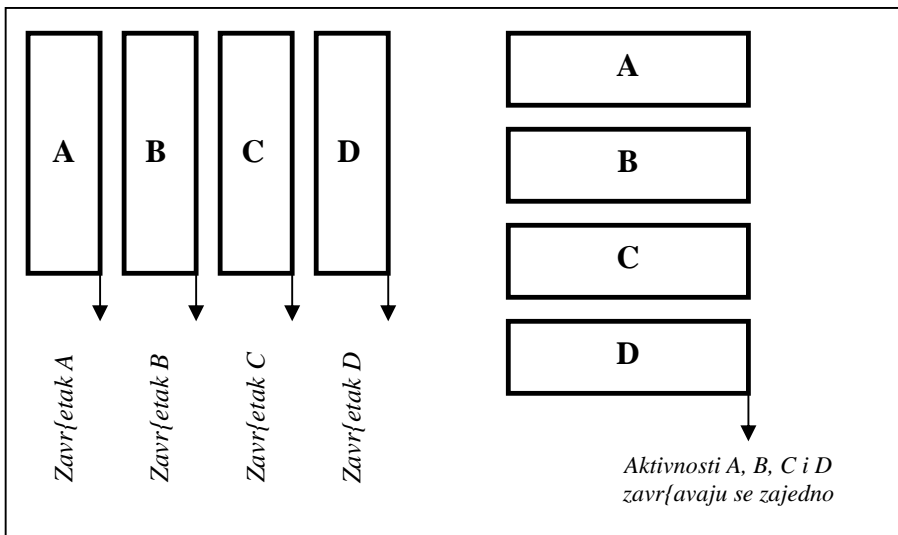 A
B
C
D
Zavr{etak A
Zavr{etak B
Zavr{etak C
Zavr{etak D
A
B
C
D
Aktivnosti A, B, C i D
zavr{avaju se zajedno